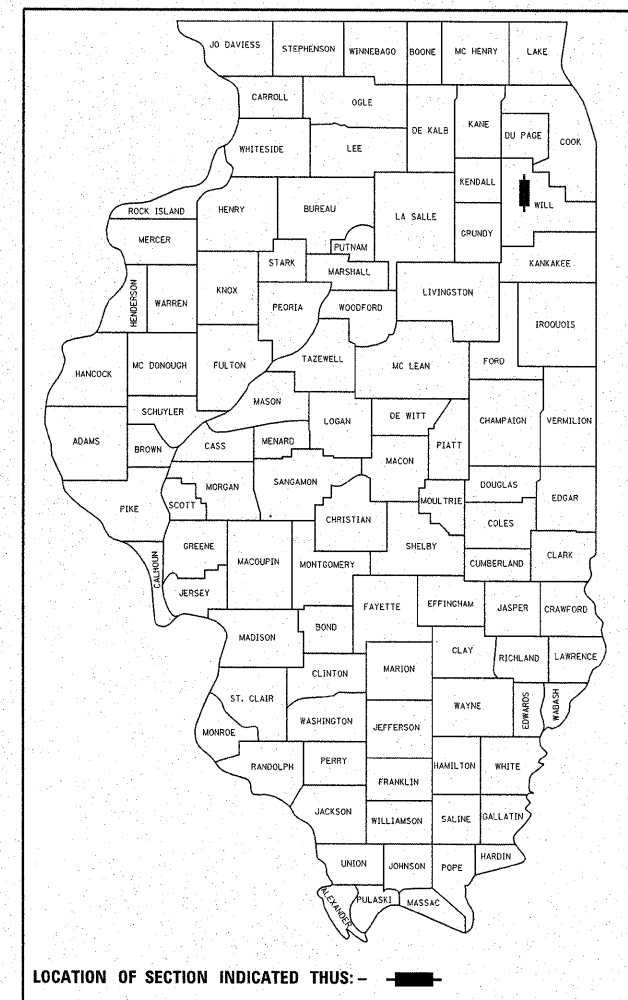 JO DAVIESS STEPHENSON WINNEBAGO BOONE MC HENRY LAKE
CARROLL OGLE DE KALB KANE DU PAGE COOK
WHITESIDE LEE
KENDALL WILL
ROCK ISLAND HENRY BUREAU LA SALLE GRUNDY
MERCER PUTNAM
STARK MARSHALL KANKAKEE
HENDERSON WARREN KNOX PEORIA WOODFORD LIVINGSTON IROQUOIS
HANCOCK MC DONOUGH FULTON TAZEWELL MC LEAN FORD
MASON
SCHUYLER LOGAN DE WITT CHAMPAIGN VERMILION
ADAMS BROWN CASS MENARD MACON PIATT
MORGAN SANGAMON DOUGLAS
PIKE SCOTT CHRISTIAN MOULTRIE COLES EDGAR
GREENE MACOUPIN MONTGOMERY SHELBY CUMBERLAND CLARK
CALHOUN
JERSEY FAYETTE EFFINGHAM JASPER CRAWFORD
MADISON BOND
CLINTON MARION CLAY RICHLAND LAWRENCE
ST. CLAIR WAYNE EDWARDS WABASH
MONROE WASHINGTON JEFFERSON
RANDOLPH PERRY HAMILTON WHITE
FRANKLIN
JACKSON WILLIAMSON SALINE GALLATIN
UNION JOHNSON POPE HARDIN
ALEXANDER PULASKI MASSAC
LOCATION OF SECTION INDICATED THUS: -